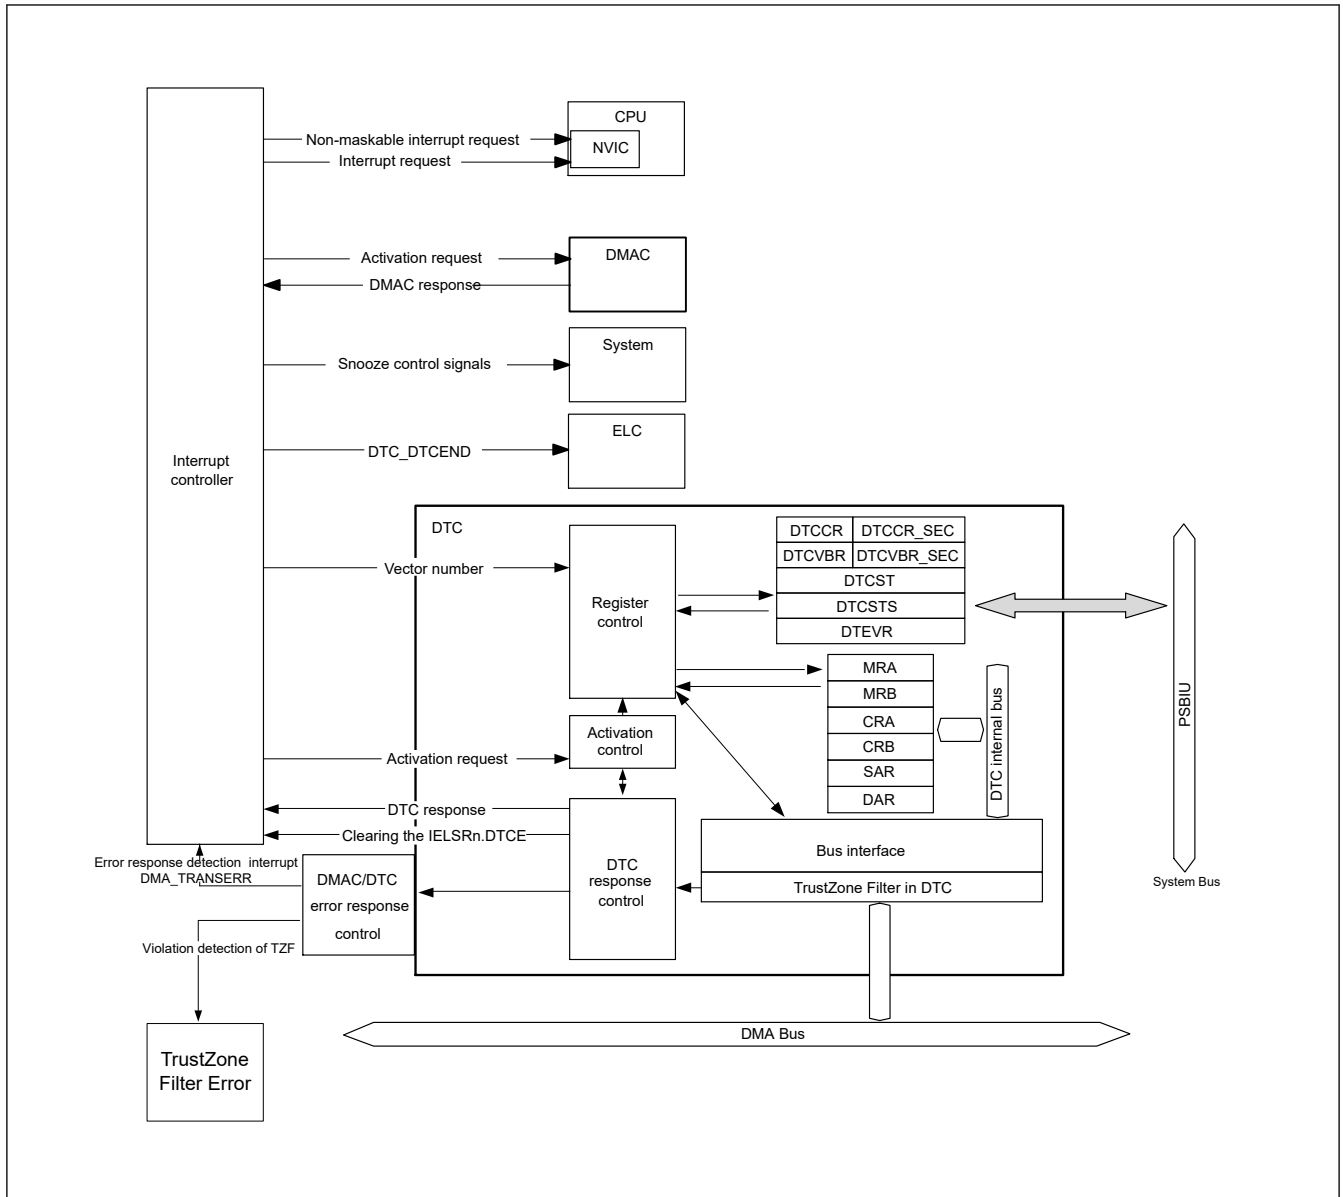 CPU
Non-maskable interrupt request
NVIC
Interrupt request
DMAC
Activation request
DMAC response
System
Snooze control signals
ELC
DTC_DTCEND
Interrupt
controller
DTC
DTCCR DTCCR_SEC
DTCVBR DTCVBR_SEC
DTCST
DTCSTS
DTEVR
Vector number
Register
control
MRA
MRB
CRA
CRB
SAR
DAR
DTC internal bus
PSBIU
System Bus
Activation
control
Activation request
DTC response
Clearing the IELSRn.DTCE
Bus interface
TrustZone Filter in DTC
DTC
response
control
Error response detection interrupt
DMA_TRANSERR
DMAC/DTC
error response
control
Violation detection of TZF
DMA Bus
TrustZone
Filter Error